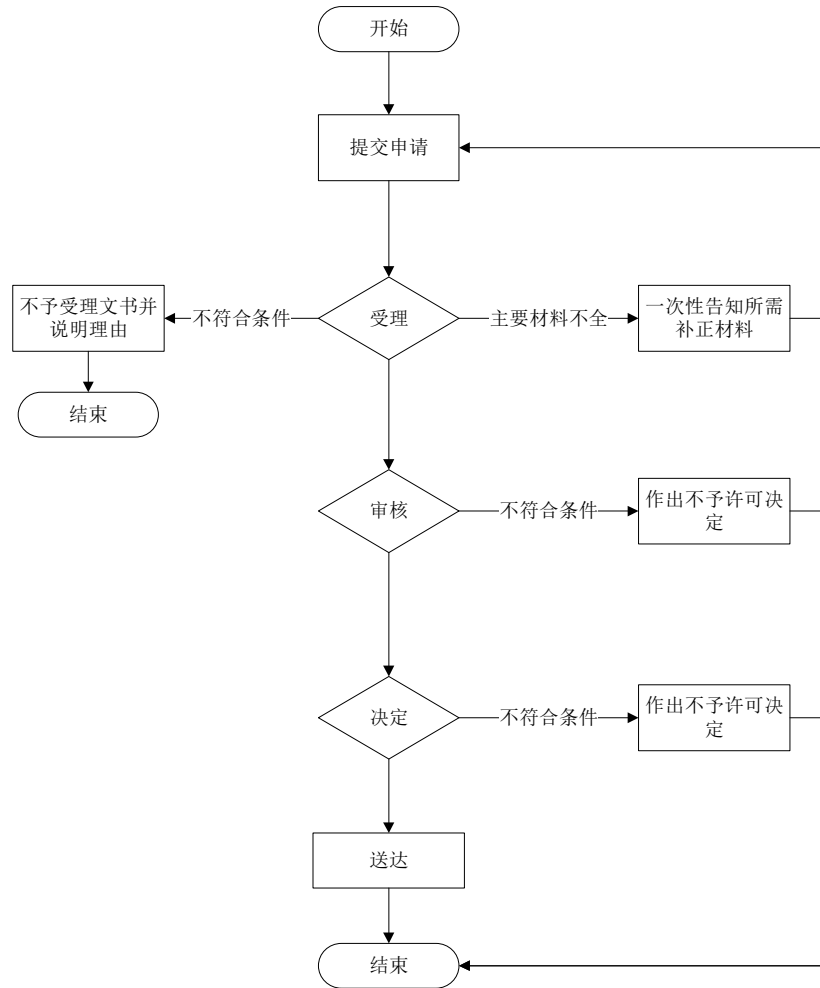 开始
提交申请
不予受理文书并
说明理由
不符合条件
受理
主要材料不全
一次性告知所需
补正材料
结束
审核
不符合条件
作出不予许可决
定
决定
不符合条件
作出不予许可决
定
送达
结束